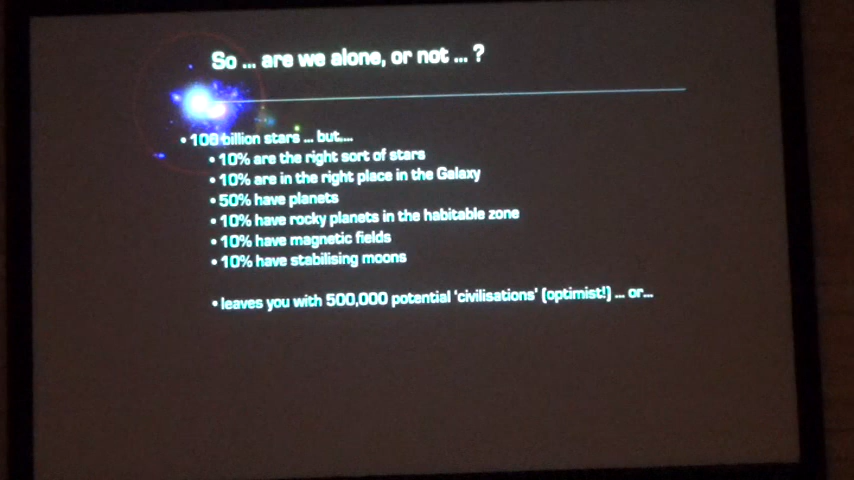 So ... are we alone, or not ... ?
• 100 billion stars ... but....
• 10% are the right sort of stars
• 10% are in the right place in the Galaxy
• 50% have planets
• 10% have rocky planets in the habitable zone
• 10% have magnetic fields
• 10% have stabilising moons
• leaves you with 500,000 potential 'civilisations' (optimist!) ... or...